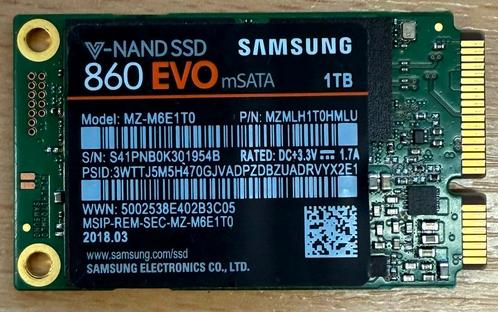 V-NAND SSD
SAMSUNG
860 EVO mSATA
1TB
Model: MZ-M6E1T0
P/N: MZMLH1T0HMLU
S/N: S41PNB0K301954B
RATED: DC+3.3V⎓1.7A
PSID:3WTTJ5M5H470GJVADPZDBZUADRVYX2E1
WWN: 5002538E402B3C05
MSIP-REM-SEC-MZ-M6E1T0
2018.03
www.samsung.com/ssd
SAMSUNG ELECTRONICS CO., LTD.